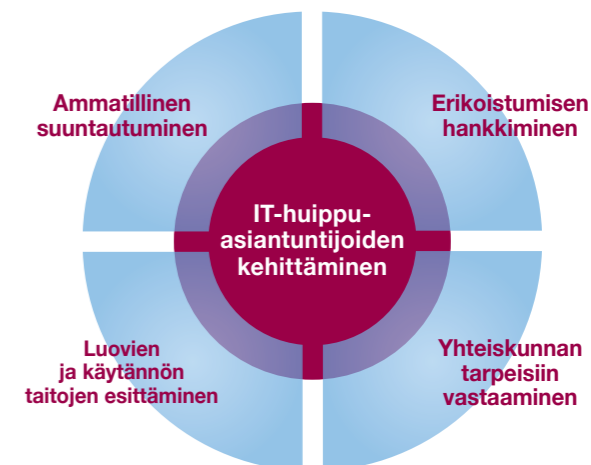 Ammatillinen
suuntautuminen
Erikoistumisen
hankkiminen
IT-huippu-
asiantuntijoiden
kehittäminen
Luovien
ja käytännön
taitojen esittäminen
Yhteiskunnan
tarpeisiin
vastaaminen